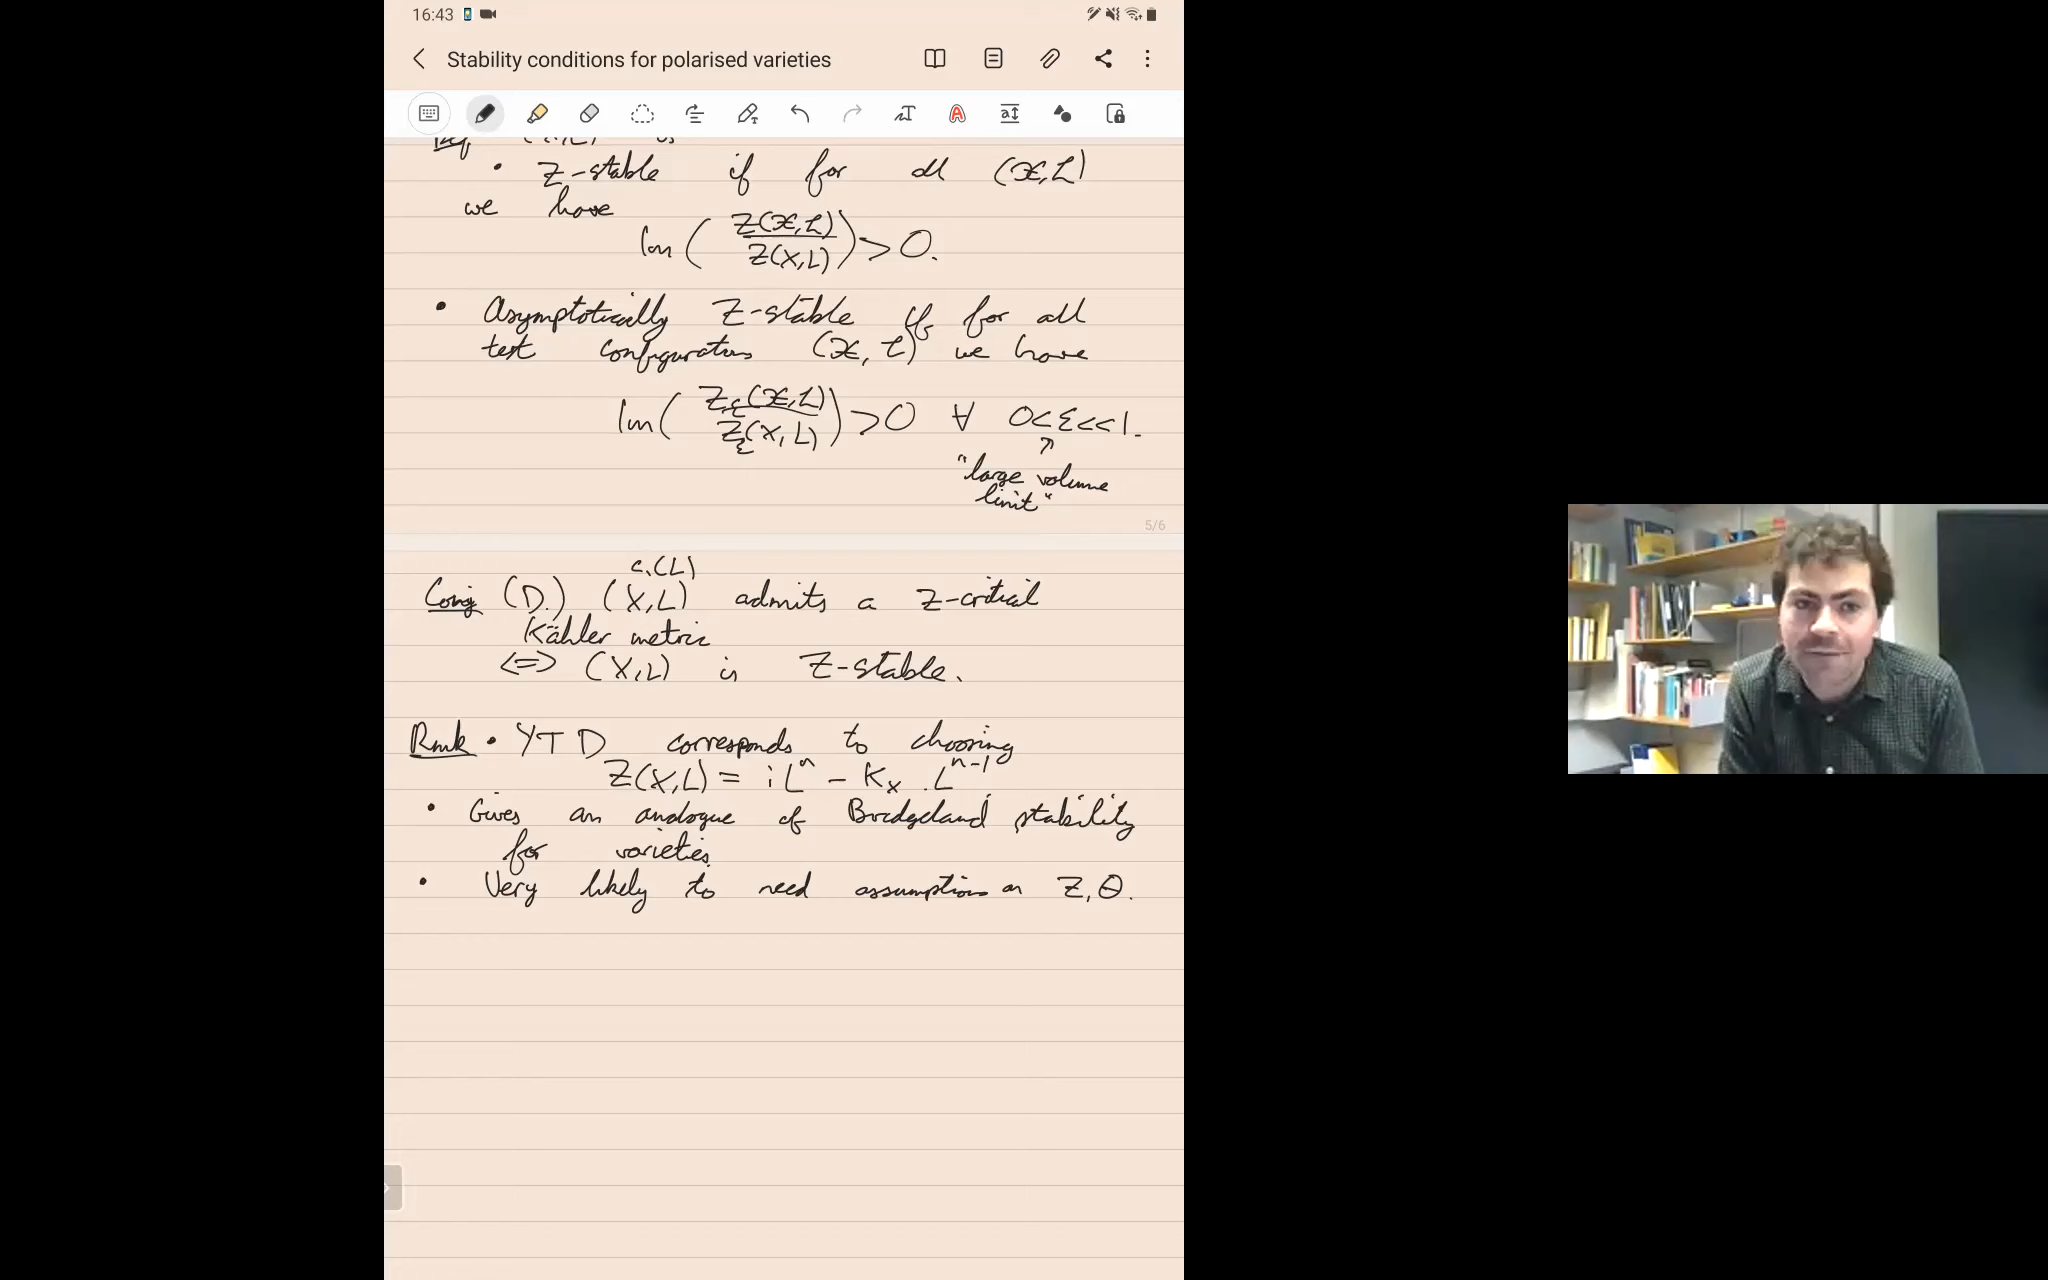 16:43
Stability conditions for polarised varieties
Def (X,L) is
• Z-stable if for all (𝒳,ℒ)
we have
Im ( Z(𝒳,ℒ) / Z(X,L) ) > 0.
• Asymptotically Z-stable if for all
test configurations (𝒳,ℒ) we have
Im ( Z_ε(𝒳,ℒ) / Z_ε(X,L) ) > 0 ∀ 0<ε<<1.
↑
"large volume
limit"
5/6
c₁(L)
Conj (D.) (X,L) admits a Z-critical
Kähler metric
<=> (X,L) is Z-stable.
Rmk • YTD corresponds to choosing
Z(X,L) = iLⁿ - K_X . Lⁿ⁻¹
• Gives an analogue of Bridgeland stability
for varieties.
• Very likely to need assumptions on Z, Θ.